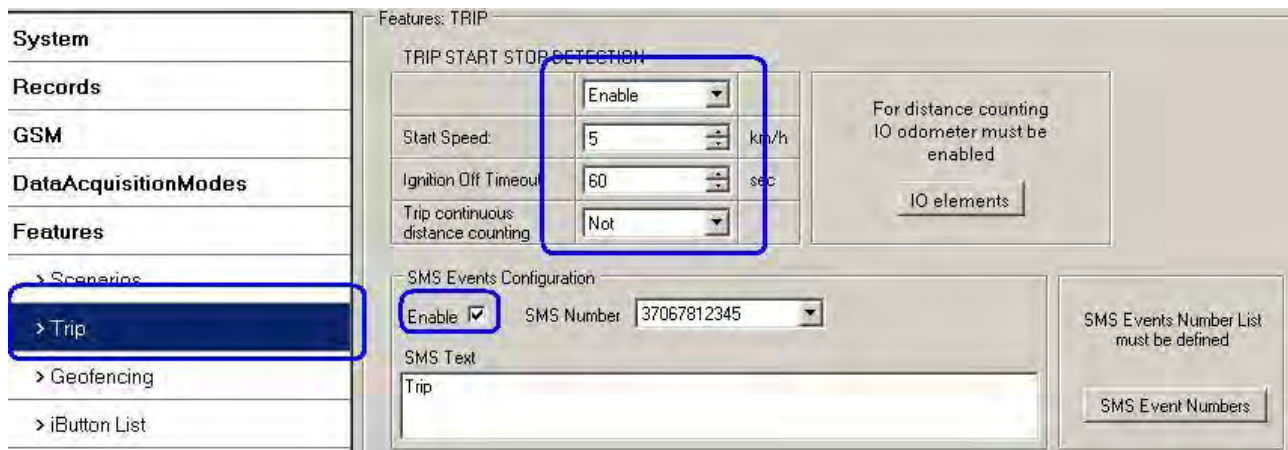 System
Records
GSM
DataAcquisitionModes
Features
> Scenarios
> Trip
> Geofencing
> iButton List
Features: TRIP
TRIP START STOP DETECTION
Enable
Start Speed: 5 km/h
Ignition Off Timeout 60 sec
Trip continuous
distance counting Not
For distance counting
IO odometer must be
enabled
IO elements
SMS Events Configuration
Enable SMS Number 37067812345
SMS Text
Trip
SMS Events Number List
must be defined
SMS Event Numbers